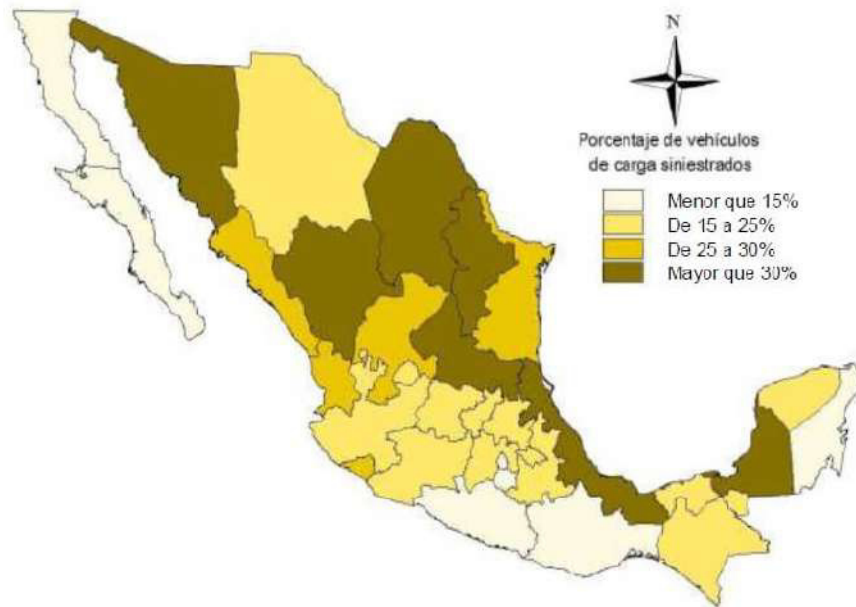 N
Porcentaje de vehículos
de carga siniestrados
Menor que 15%
De 15 a 25%
De 25 a 30%
Mayor que 30%